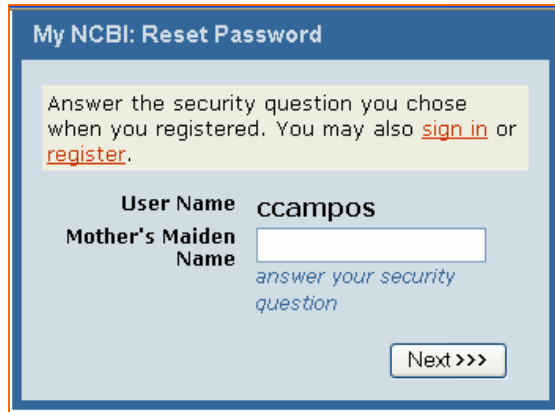 My NCBI: Reset Password
Answer the security question you chose
when you registered. You may also sign in or
register.
User Name ccampos
Mother's Maiden
Name
answer your security
question
Next >>>